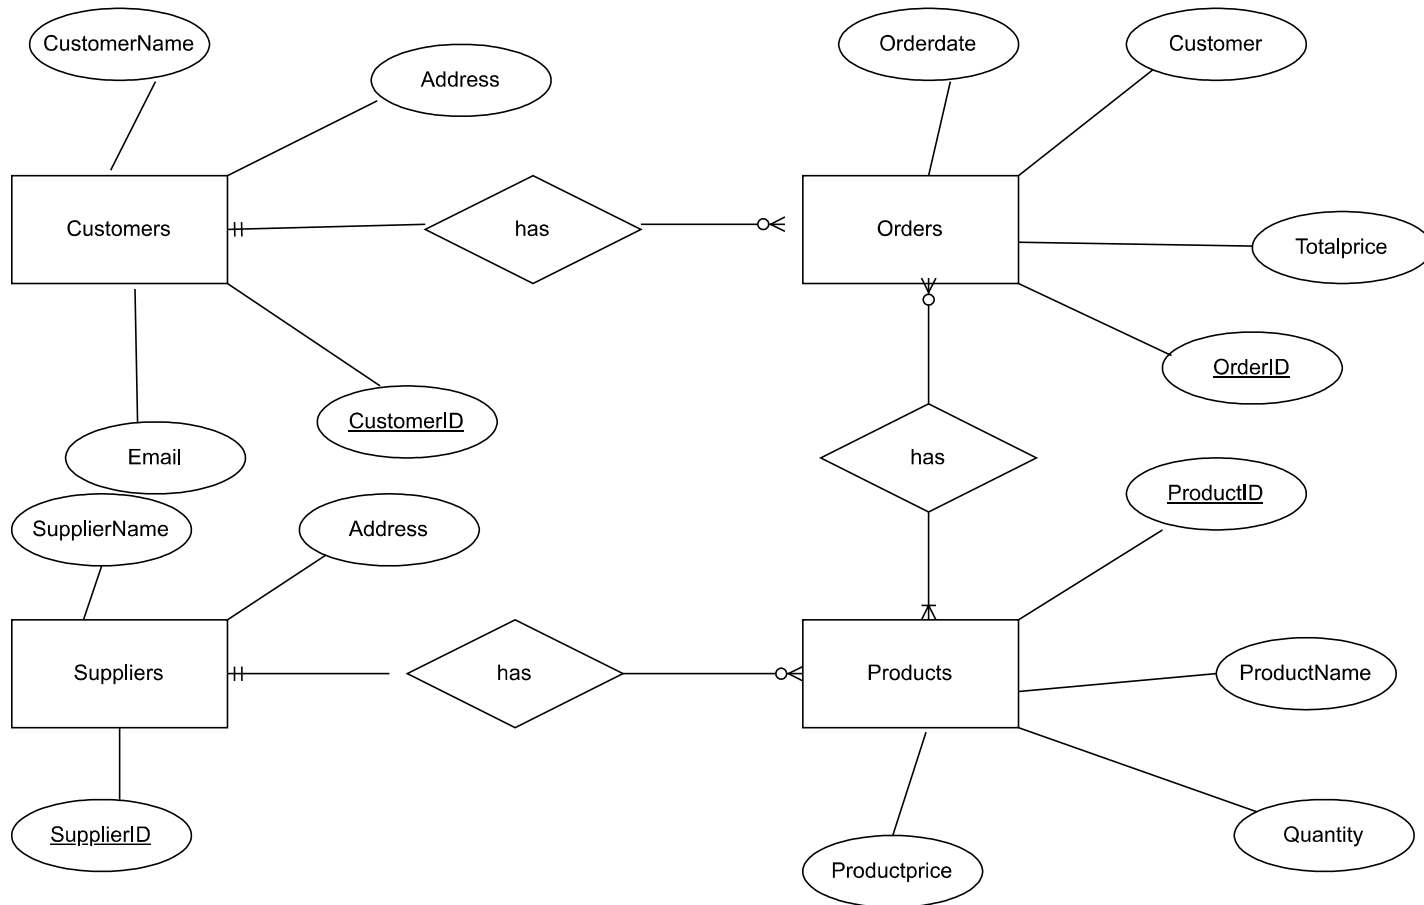 CustomerName
Orderdate
Customer
Address
Customers
has
Orders
Totalprice
OrderID
CustomerID
Email
has
ProductID
SupplierName
Address
Suppliers
has
Products
ProductName
SupplierID
Quantity
Productprice